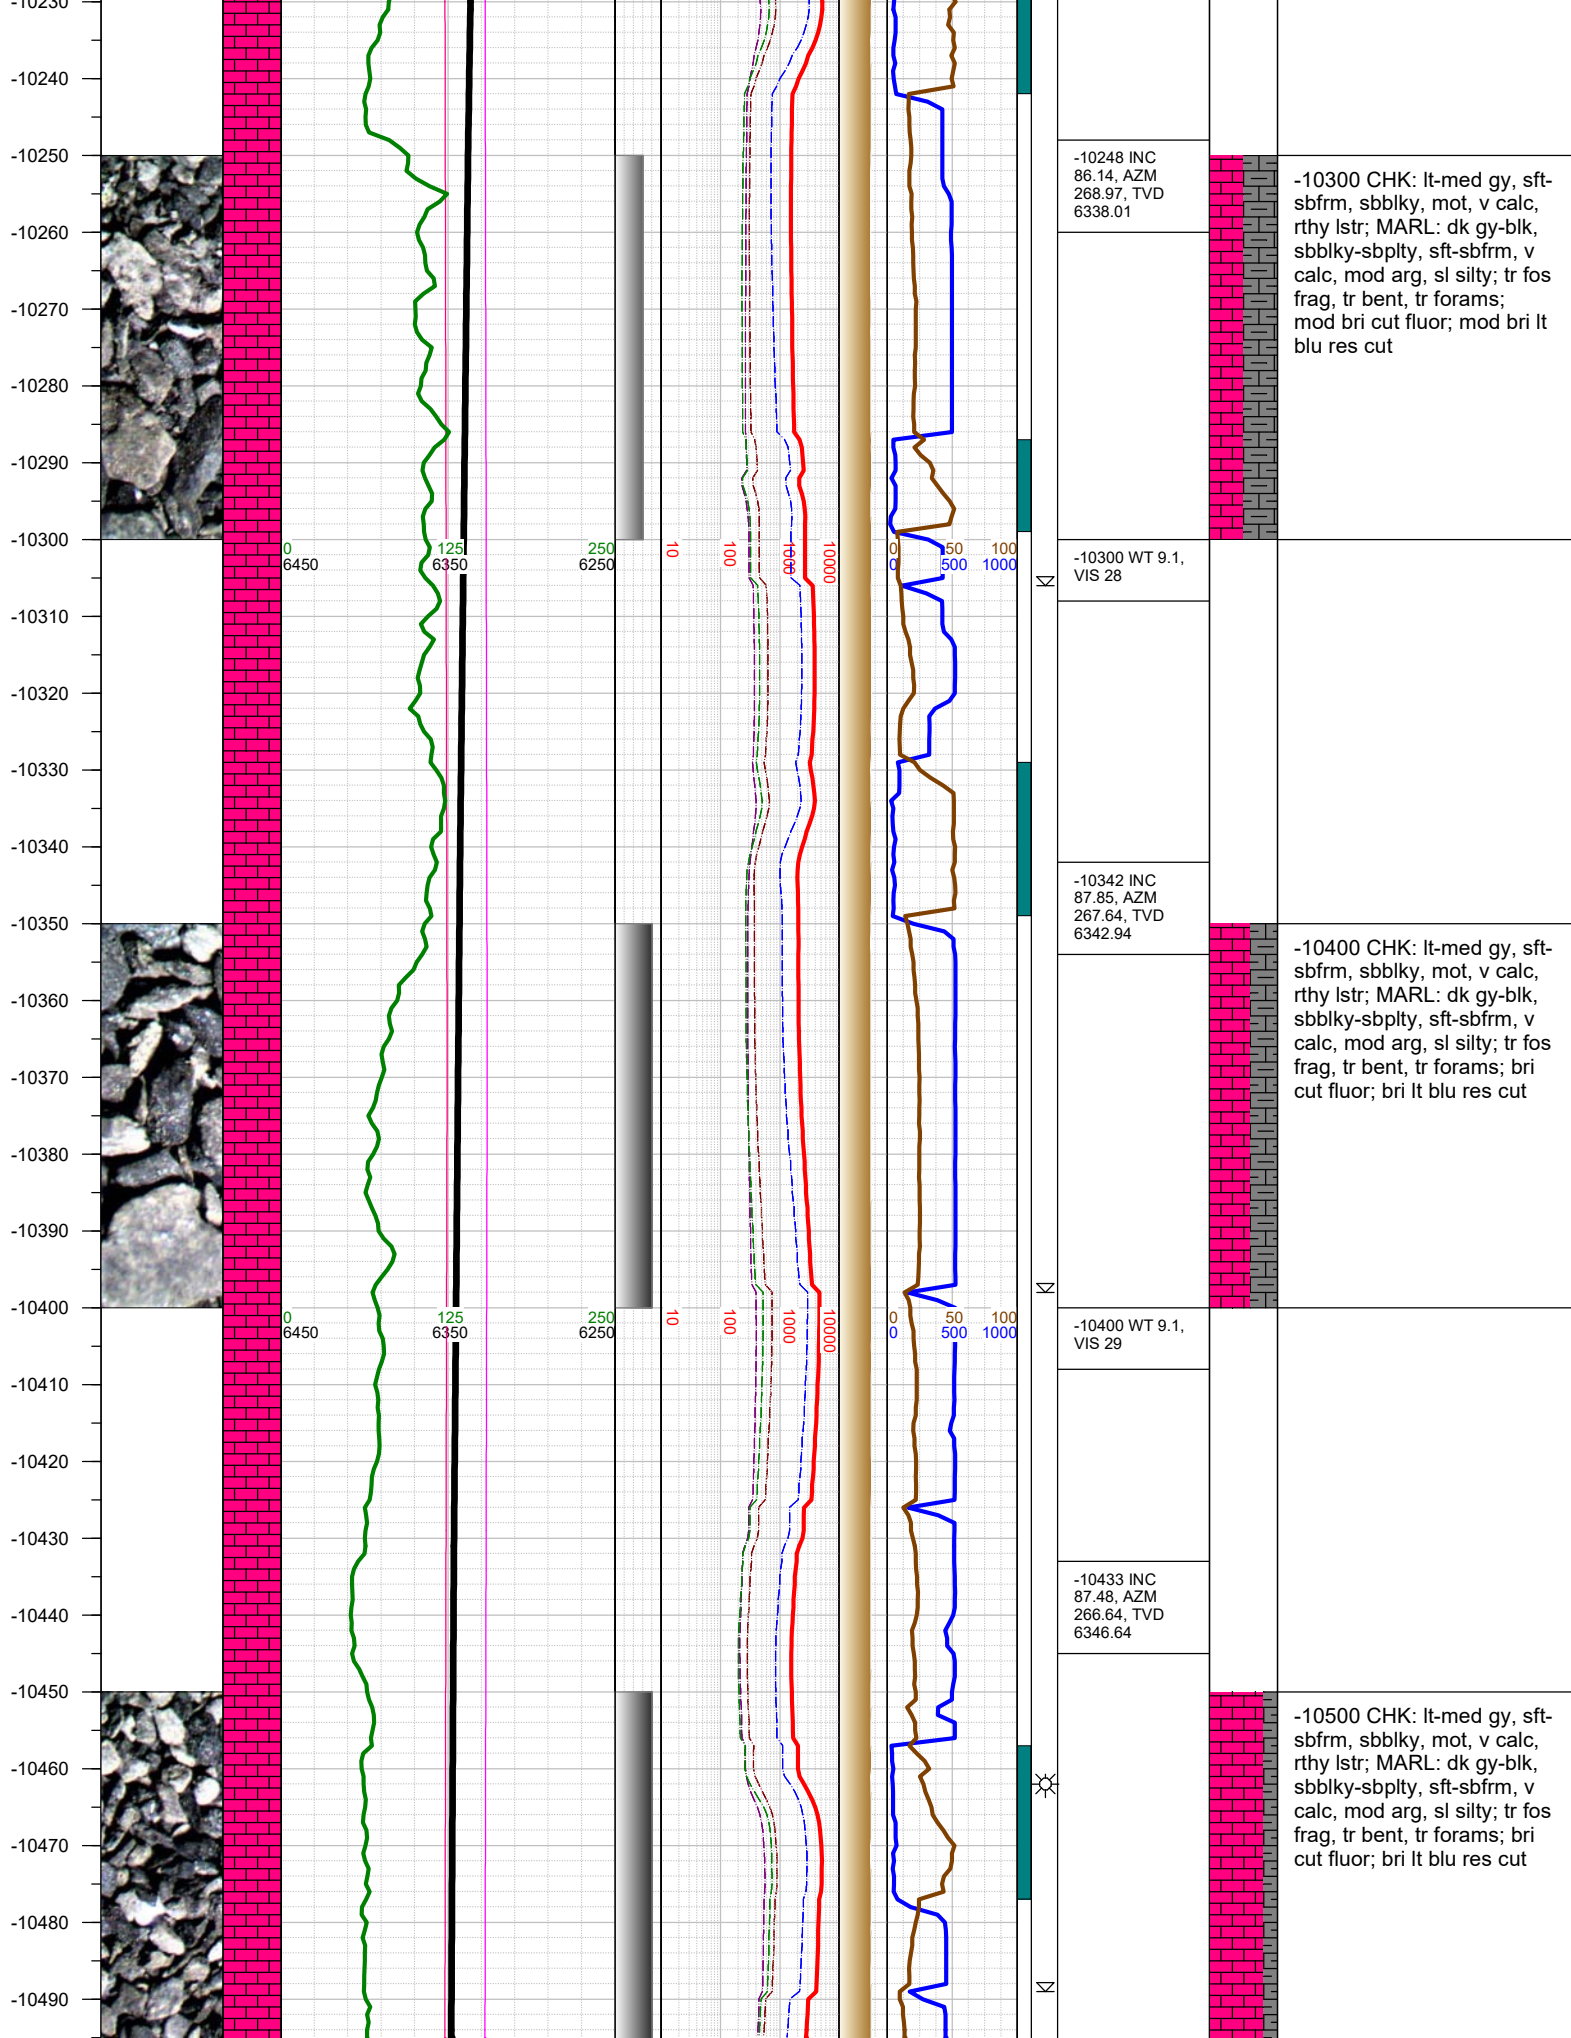 -10230
-10240
-10250
-10260
-10270
-10280
-10290
-10300
-10310
-10320
-10330
-10340
-10350
-10360
-10370
-10380
-10390
-10400
-10410
-10420
-10430
-10440
-10450
-10460
-10470
-10480
-10490
0 125 250
6450 6350 6250
10 100 1000 10000
0 50 100
0 500 1000
0 125 250
6450 6350 6250
10 100 1000 10000
0 50 100
0 500 1000
-10248 INC
86.14, AZM
268.97, TVD
6338.01
-10300 WT 9.1,
VIS 28
-10342 INC
87.85, AZM
267.64, TVD
6342.94
-10400 WT 9.1,
VIS 29
-10433 INC
87.48, AZM
266.64, TVD
6346.64
-10300 CHK: lt-med gy, sft-
sbfrm, sbblky, mot, v calc,
rthy lstr; MARL: dk gy-blk,
sbblky-sbplty, sft-sbfrm, v
calc, mod arg, sl silty; tr fos
frag, tr bent, tr forams;
mod bri cut fluor; mod bri lt
blu res cut
-10400 CHK: lt-med gy, sft-
sbfrm, sbblky, mot, v calc,
rthy lstr; MARL: dk gy-blk,
sbblky-sbplty, sft-sbfrm, v
calc, mod arg, sl silty; tr fos
frag, tr bent, tr forams; bri
cut fluor; bri lt blu res cut
-10500 CHK: lt-med gy, sft-
sbfrm, sbblky, mot, v calc,
rthy lstr; MARL: dk gy-blk,
sbblky-sbplty, sft-sbfrm, v
calc, mod arg, sl silty; tr fos
frag, tr bent, tr forams; bri
cut fluor; bri lt blu res cut